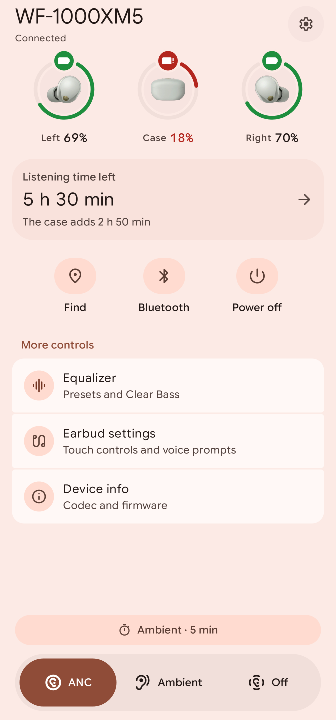 WF-1000XM5
Connected
Left 69%
Case 18%
Right 70%
Listening time left
5 h 30 min
The case adds 2 h 50 min
Find
Bluetooth
Power off
More controls
Equalizer
Presets and Clear Bass
Earbud settings
Touch controls and voice prompts
Device info
Codec and firmware
Ambient · 5 min
ANC
Ambient
Off